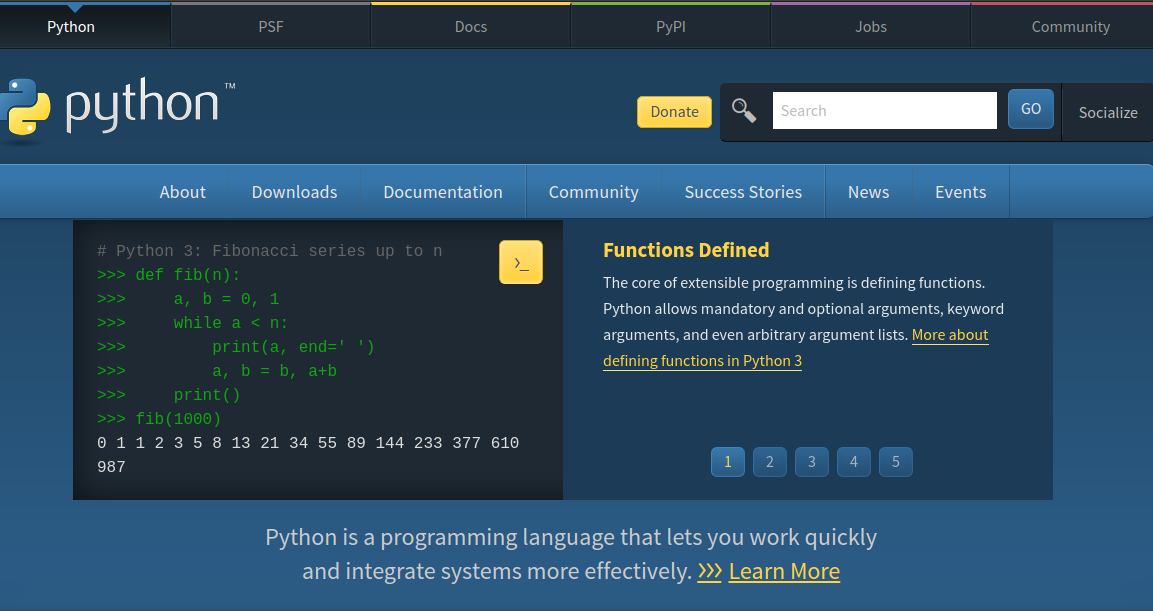 Python PSF Docs PyPI Jobs Community
python™
Donate Search GO Socialize
About Downloads Documentation Community Success Stories News Events
# Python 3: Fibonacci series up to n
>>> def fib(n):
>>>     a, b = 0, 1
>>>     while a < n:
>>>         print(a, end=' ')
>>>         a, b = b, a+b
>>>     print()
>>> fib(1000)
0 1 1 2 3 5 8 13 21 34 55 89 144 233 377 610
987
>_
Functions Defined
The core of extensible programming is defining functions.
Python allows mandatory and optional arguments, keyword
arguments, and even arbitrary argument lists. More about
defining functions in Python 3
1 2 3 4 5
Python is a programming language that lets you work quickly
and integrate systems more effectively. >>> Learn More